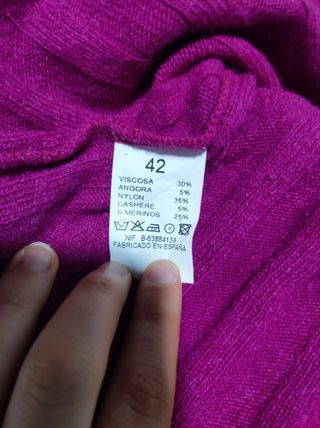 42
VISCOSA 30%
ANGORA 5%
NYLON 35%
CASHERE 5%
S.MERINOS 25%
NIF. B-63884134
FABRICADO EN ESPAÑA